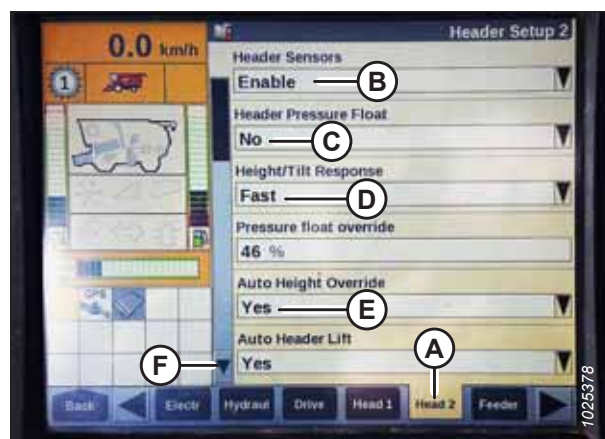 0.0 km/h
Header Setup 2
1
Header Sensors
Enable
B
Header Pressure Float
No
C
Height/Tilt Response
Fast
D
Pressure float override
46 %
Auto Height Override
Yes
E
GPS
Auto Header Lift
Yes
F
A
Back
Electr
Hydraul
Drive
Head 1
Head 2
Feeder
1025378